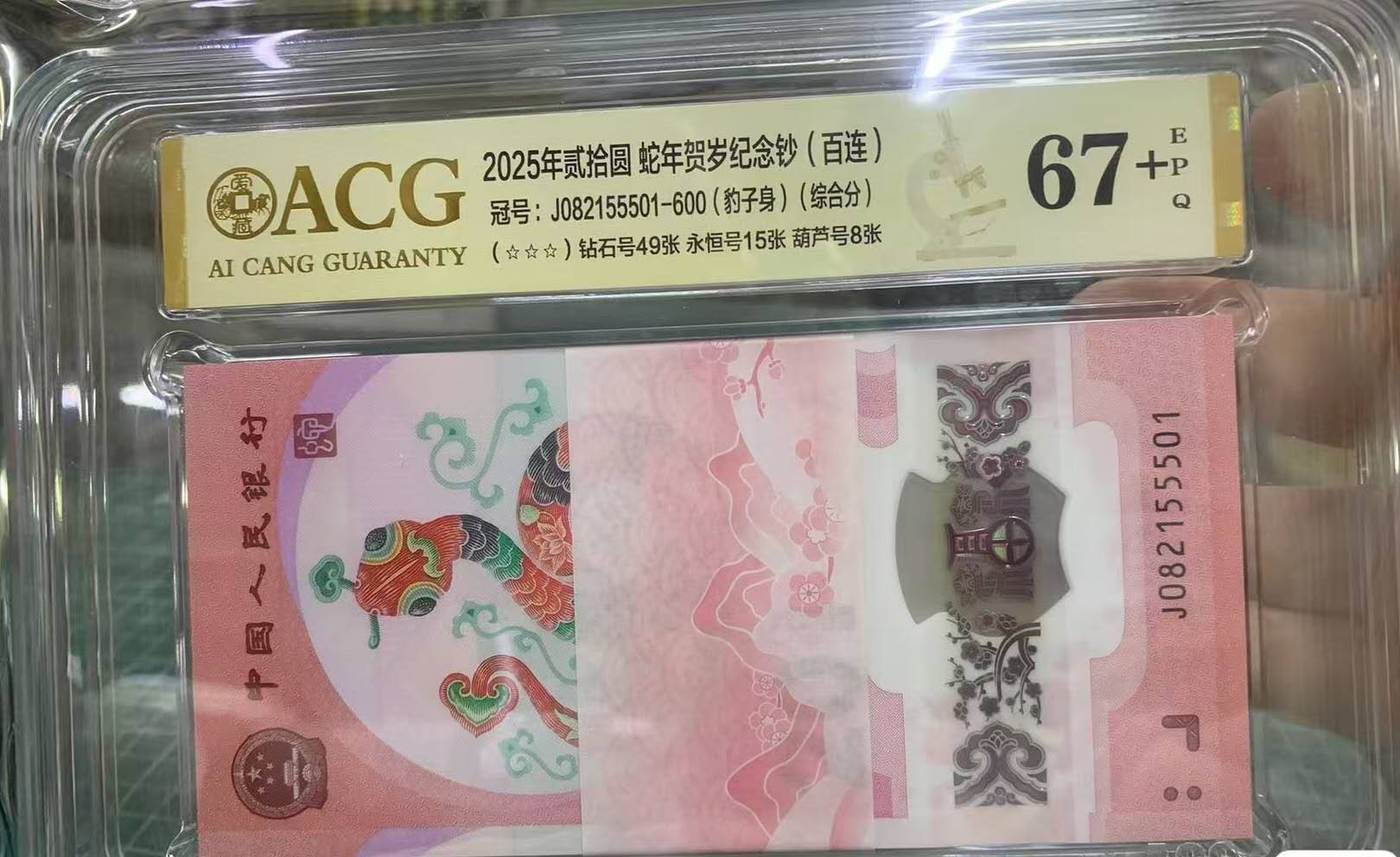 ACG
AI CANG GUARANTY
2025年贰拾圆 蛇年贺岁纪念钞（百连）
冠号：J082155501-600（豹子身）（综合分）
（☆☆☆）钻石号49张 永恒号15张 葫芦号8张
67+
EPQ
中国人民银行
J082155501